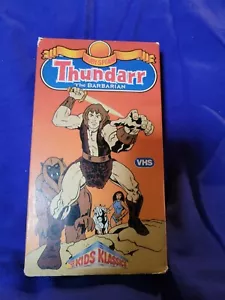 Thundarr
The BARBARIAN
VHS
KIDS KLASSICS